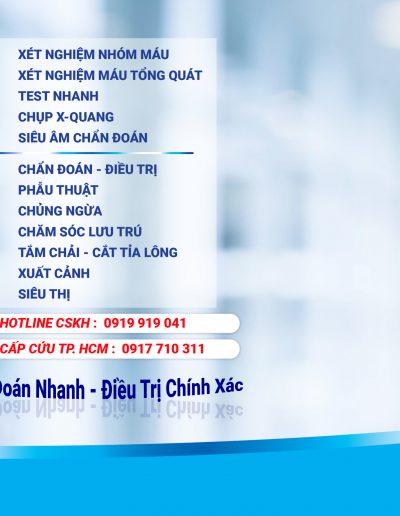 XÉT NGHIỆM NHÓM MÁU
XÉT NGHIỆM MÁU TỔNG QUÁT
TEST NHANH
CHỤP X-QUANG
SIÊU ÂM CHẨN ĐOÁN
CHẨN ĐOÁN - ĐIỀU TRỊ
PHẪU THUẬT
CHỦNG NGỪA
CHĂM SÓC LƯU TRÚ
TẮM CHẢI - CẮT TỈA LÔNG
XUẤT CẢNH
SIÊU THỊ
HOTLINE CSKH : 0919 919 041
CẤP CỨU TP. HCM : 0917 710 311
Đoán Nhanh - Điều Trị Chính Xác